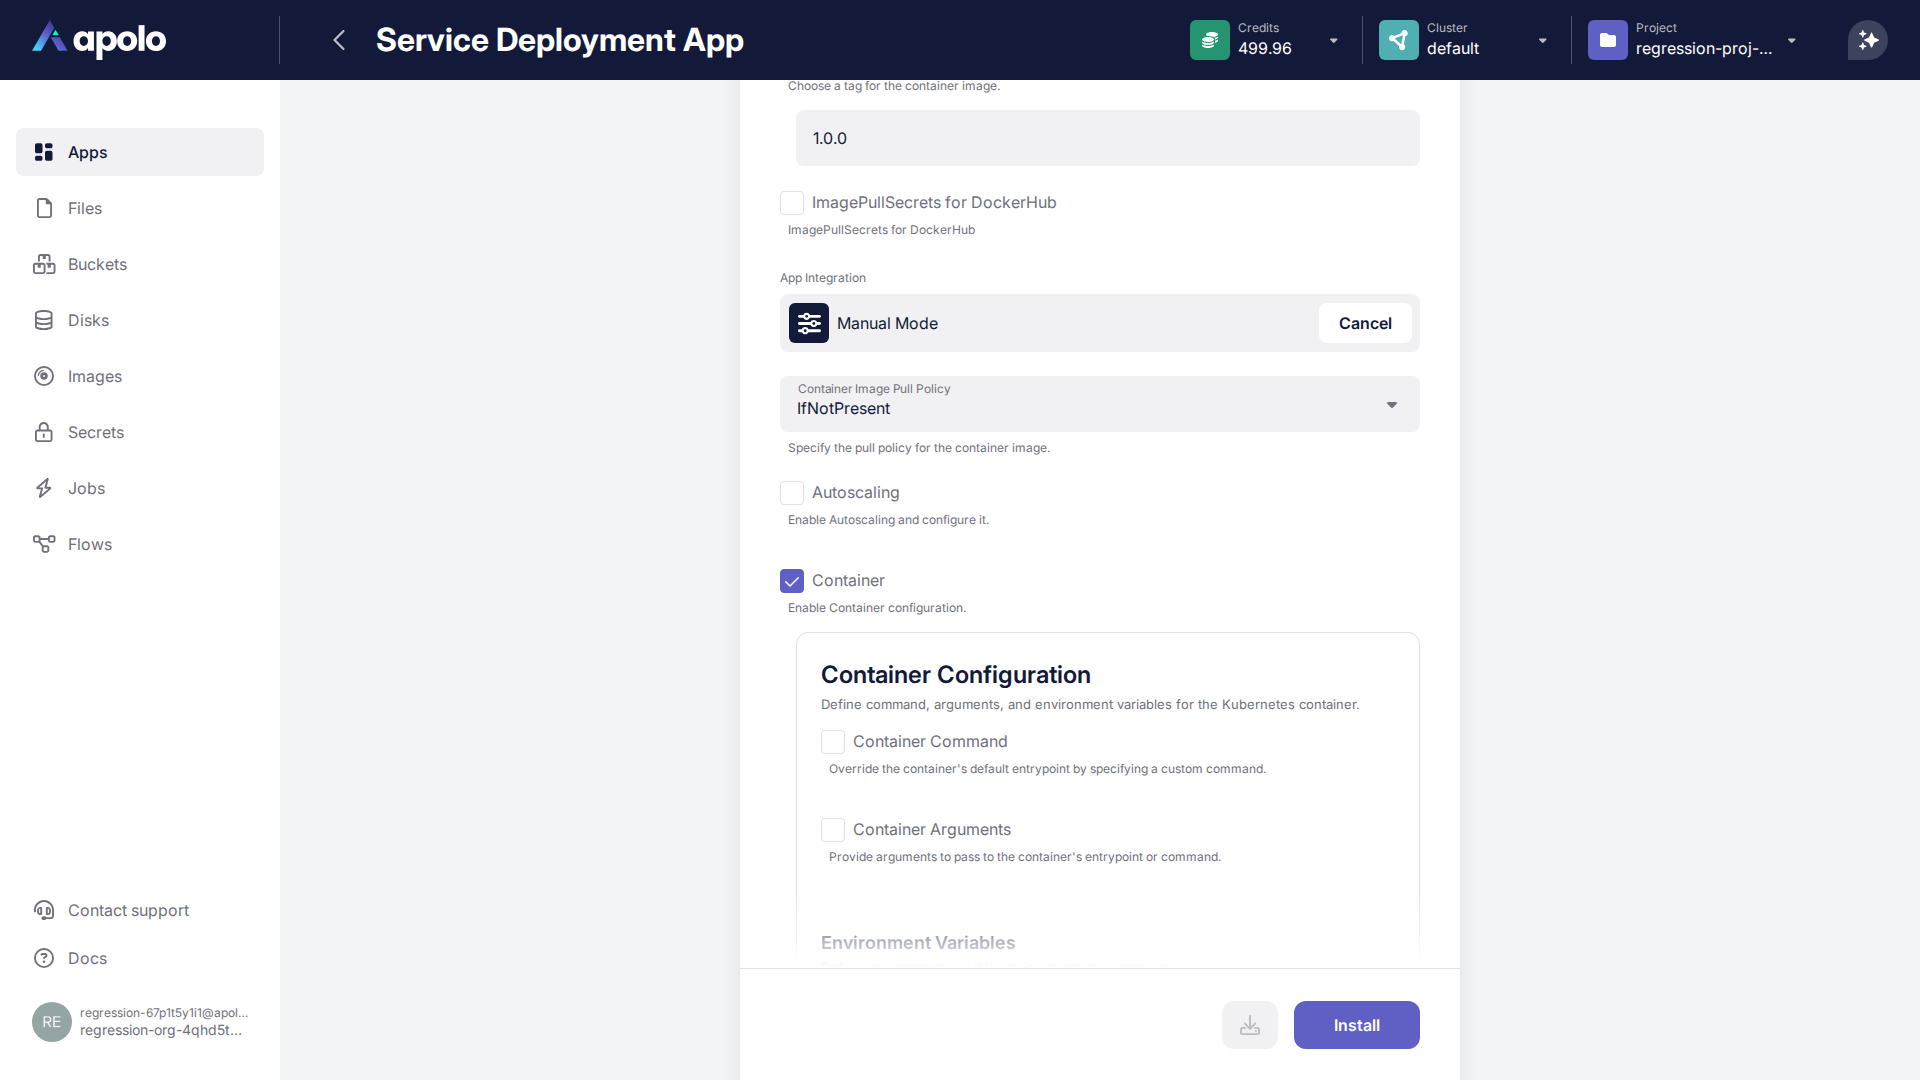 apolo
Service Deployment App
Credits
499.96
Cluster
default
Project
regression-proj-...
Apps
Files
Buckets
Disks
Images
Secrets
Jobs
Flows
Contact support
Docs
RE
regression-67p1t5y1i1@apol...
regression-org-4qhd5t...
Choose a tag for the container image.
1.0.0
ImagePullSecrets for DockerHub
ImagePullSecrets for DockerHub
App Integration
Manual Mode
Cancel
Container Image Pull Policy
IfNotPresent
Specify the pull policy for the container image.
Autoscaling
Enable Autoscaling and configure it.
Container
Enable Container configuration.
Container Configuration
Define command, arguments, and environment variables for the Kubernetes container.
Container Command
Override the container's default entrypoint by specifying a custom command.
Container Arguments
Provide arguments to pass to the container's entrypoint or command.
Environment Variables
Install